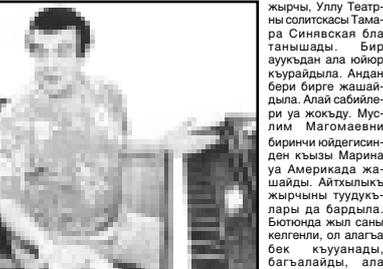 жырчы, Уллу Театр-
ны солитскасы Тама-
ра Синявская бла
танышады. Бир
ауукъдан ала юйюр
къурайдыла. Андан
бери бирге жашай-
дыла. Алай сабийле-
ри уа жокъду. Мус-
лим Магомаевни
биринчи юйдегисин-
ден къызы Марина
уа Америкада жа-
шайды. Айтхылыкъ
жырчыны туудукъ-
лары да бардыла.
Бютюнда жыл саны
келгенли, ол алагъа
бек къууанады,
багъалайды, ала